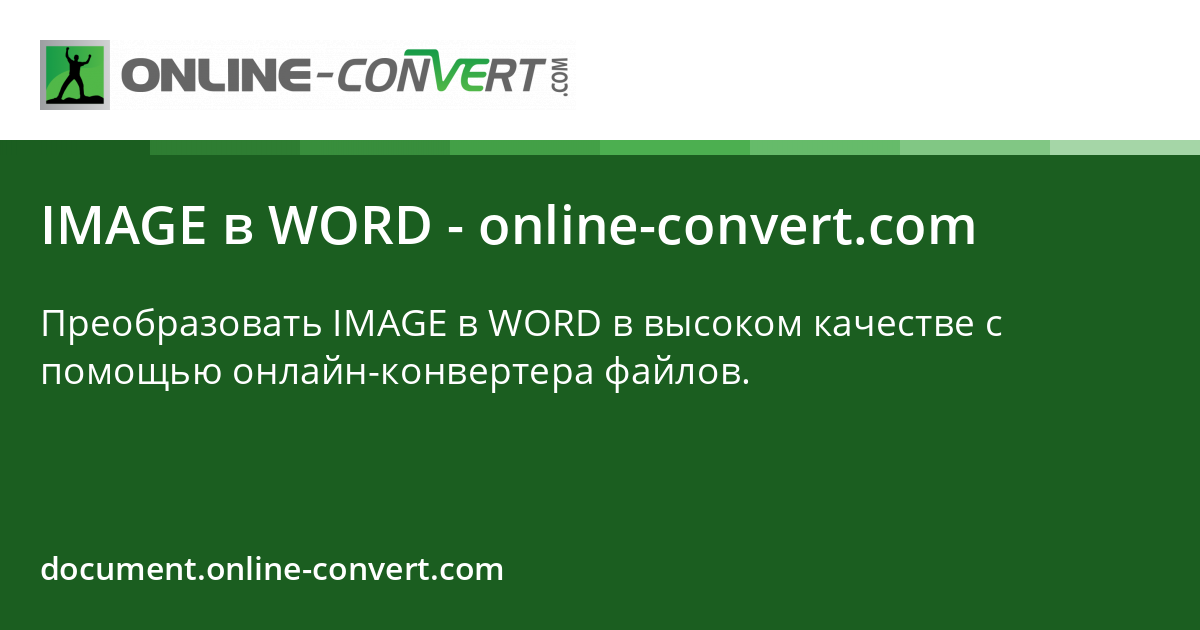 ONLINE-CONVERT.COM
IMAGE в WORD - online-convert.com
Преобразовать IMAGE в WORD в высоком качестве с
помощью онлайн-конвертера файлов.
document.online-convert.com